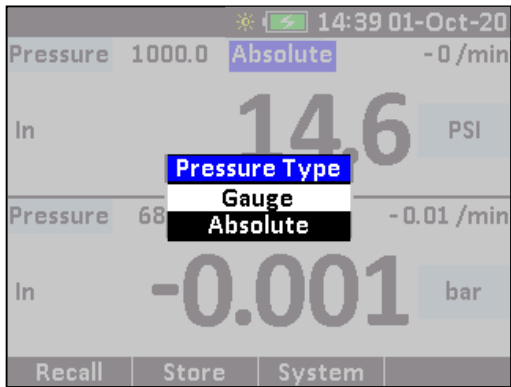 14:39 01-Oct-20
Pressure 1000.0 Absolute -0 /min
In 14.6 PSI
Pressure Type
Gauge
Absolute
Pressure 68 -0.01 /min
In -0.001 bar
Recall Store System